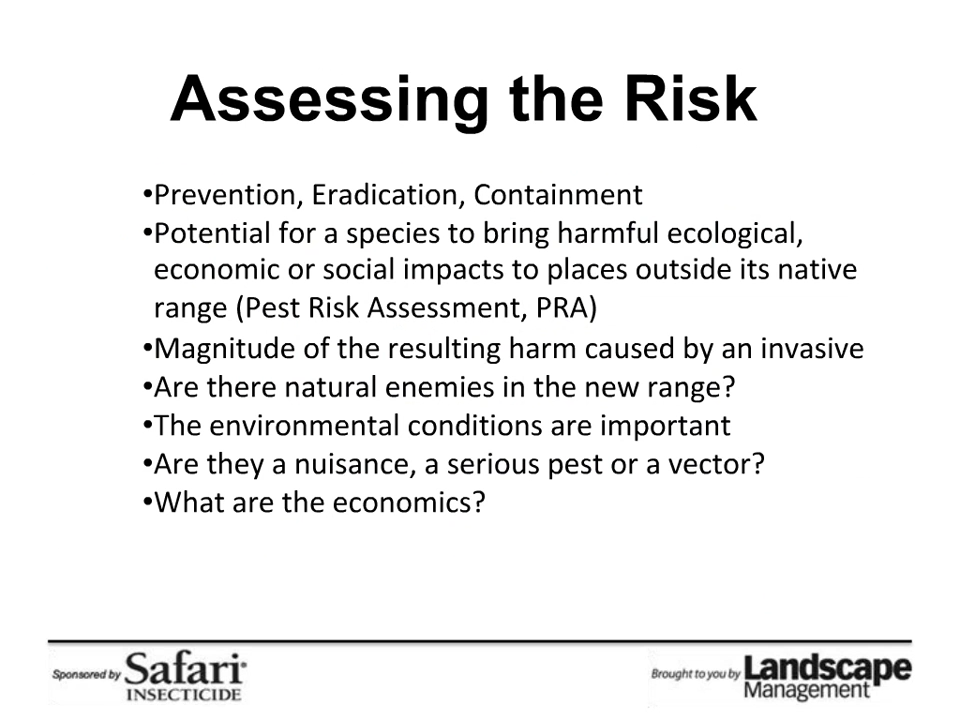 Assessing the Risk
•Prevention, Eradication, Containment
•Potential for a species to bring harmful ecological,
economic or social impacts to places outside its native
range (Pest Risk Assessment, PRA)
•Magnitude of the resulting harm caused by an invasive
•Are there natural enemies in the new range?
•The environmental conditions are important
•Are they a nuisance, a serious pest or a vector?
•What are the economics?
Sponsored by Safari®
INSECTICIDE
Brought to you by Landscape
Management